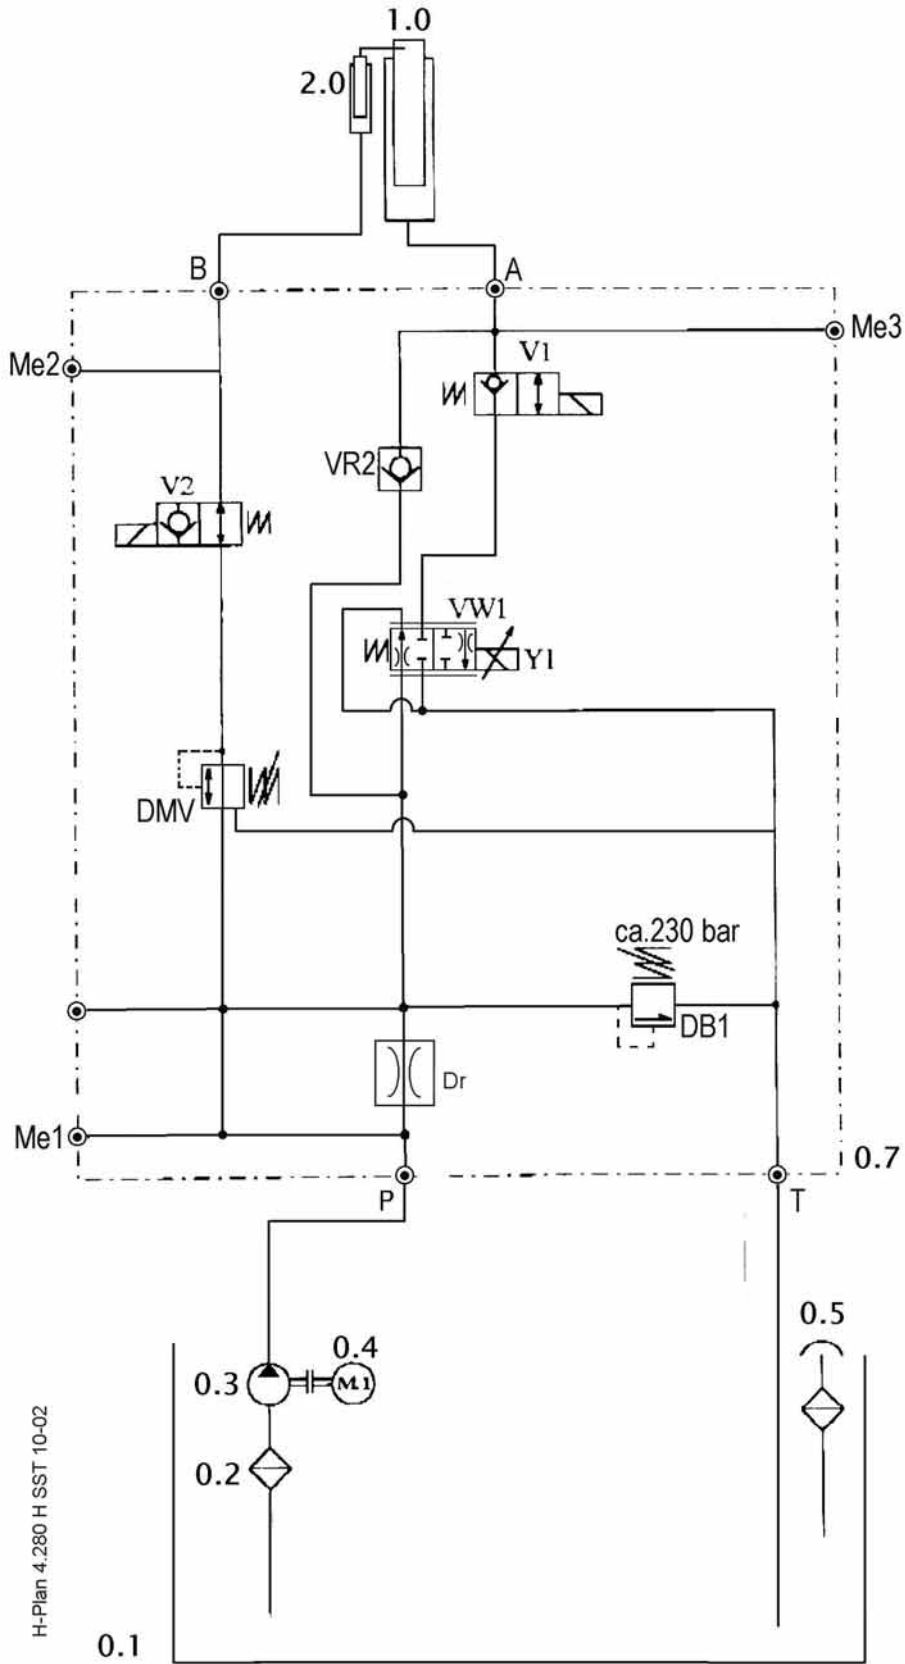 1.0
2.0
B
A
Me2
Me3
V1
VR2
V2
VW1
Y1
DMV
ca.230 bar
DB1
Dr
Me1
0.7
P
T
0.5
0.4
0.3
M.1
0.2
H-Plan 4.280 H SST 10-02
0.1